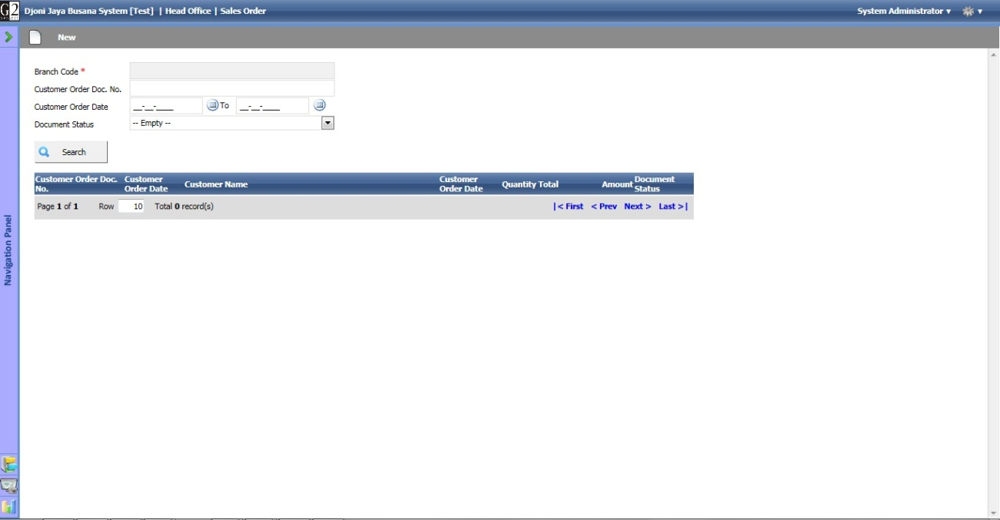 G2 Djoni Jaya Busana System [Test] | Head Office | Sales Order System Administrator
New
Branch Code *
Customer Order Doc. No.
Customer Order Date __-__-____ To __-__-____
Document Status -- Empty --
Search
Customer Order Doc. No. Customer Order Date Customer Name Customer Order Date Quantity Total Amount Document Status
Page 1 of 1 Row 10 Total 0 record(s) |< First < Prev Next > Last >|
Navigation Panel